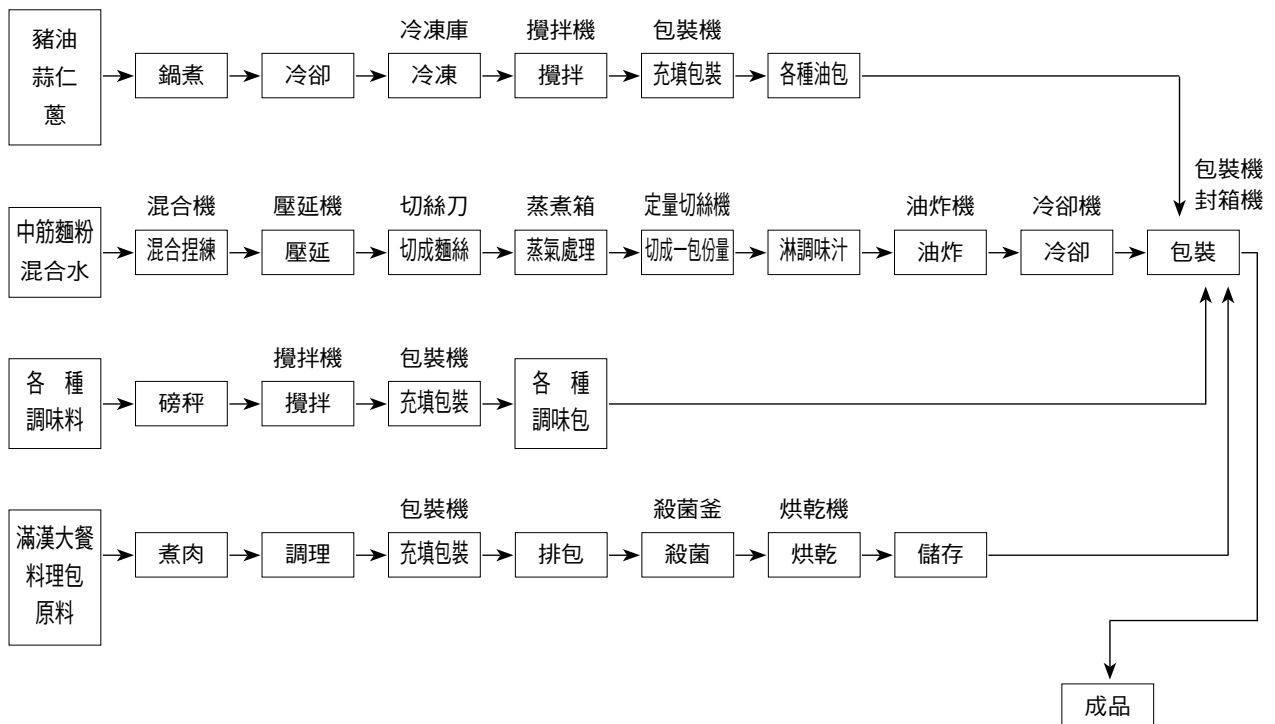 冷凍庫 攪拌機 包裝機
豬油
蒜仁
蔥
鍋煮 冷卻 冷凍 攪拌 充填包裝 各種油包
包裝機
封箱機
混合機 壓延機 切絲刀 蒸煮箱 定量切絲機 油炸機 冷卻機
中筋麵粉
混合水
混合捏練 壓延 切成麵絲 蒸氣處理 切成一包份量 淋調味汁 油炸 冷卻 包裝
攪拌機 包裝機
各 種
調味料
磅秤 攪拌 充填包裝
各 種
調味包
包裝機 殺菌釜 烘乾機
滿漢大餐
料理包
原料
煮肉 調理 充填包裝 排包 殺菌 烘乾 儲存
成品